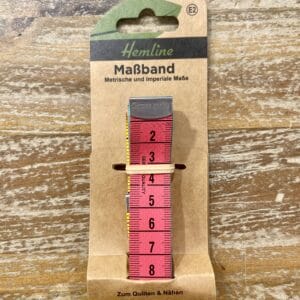 E2
Hemline
Maßband
Metrische und Imperiale Maße
2
3
4
5
6
7
8
Zum Quilten & Nähen